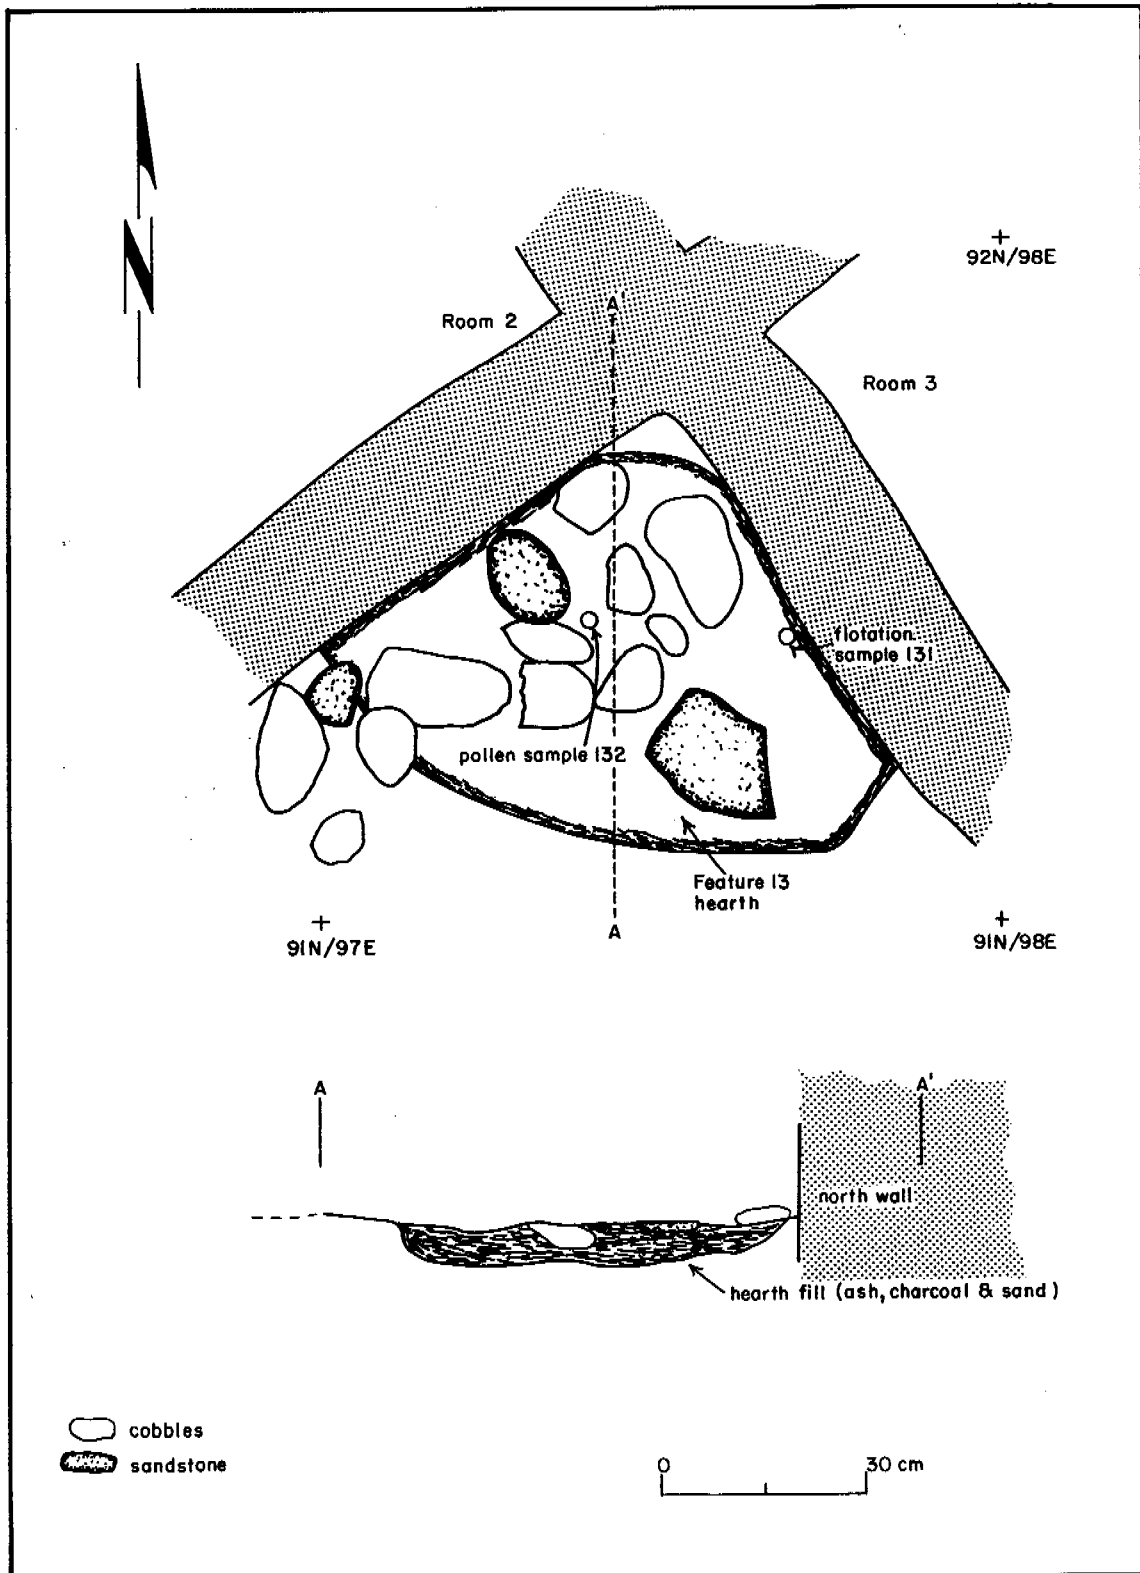 N
92N/98E
A'
Room 2
Room 3
flotation
sample 131
pollen sample 132
Feature 13
hearth
A
91N/97E
91N/98E
A
A'
north wall
hearth fill (ash, charcoal & sand)
cobbles
sandstone
0 30 cm